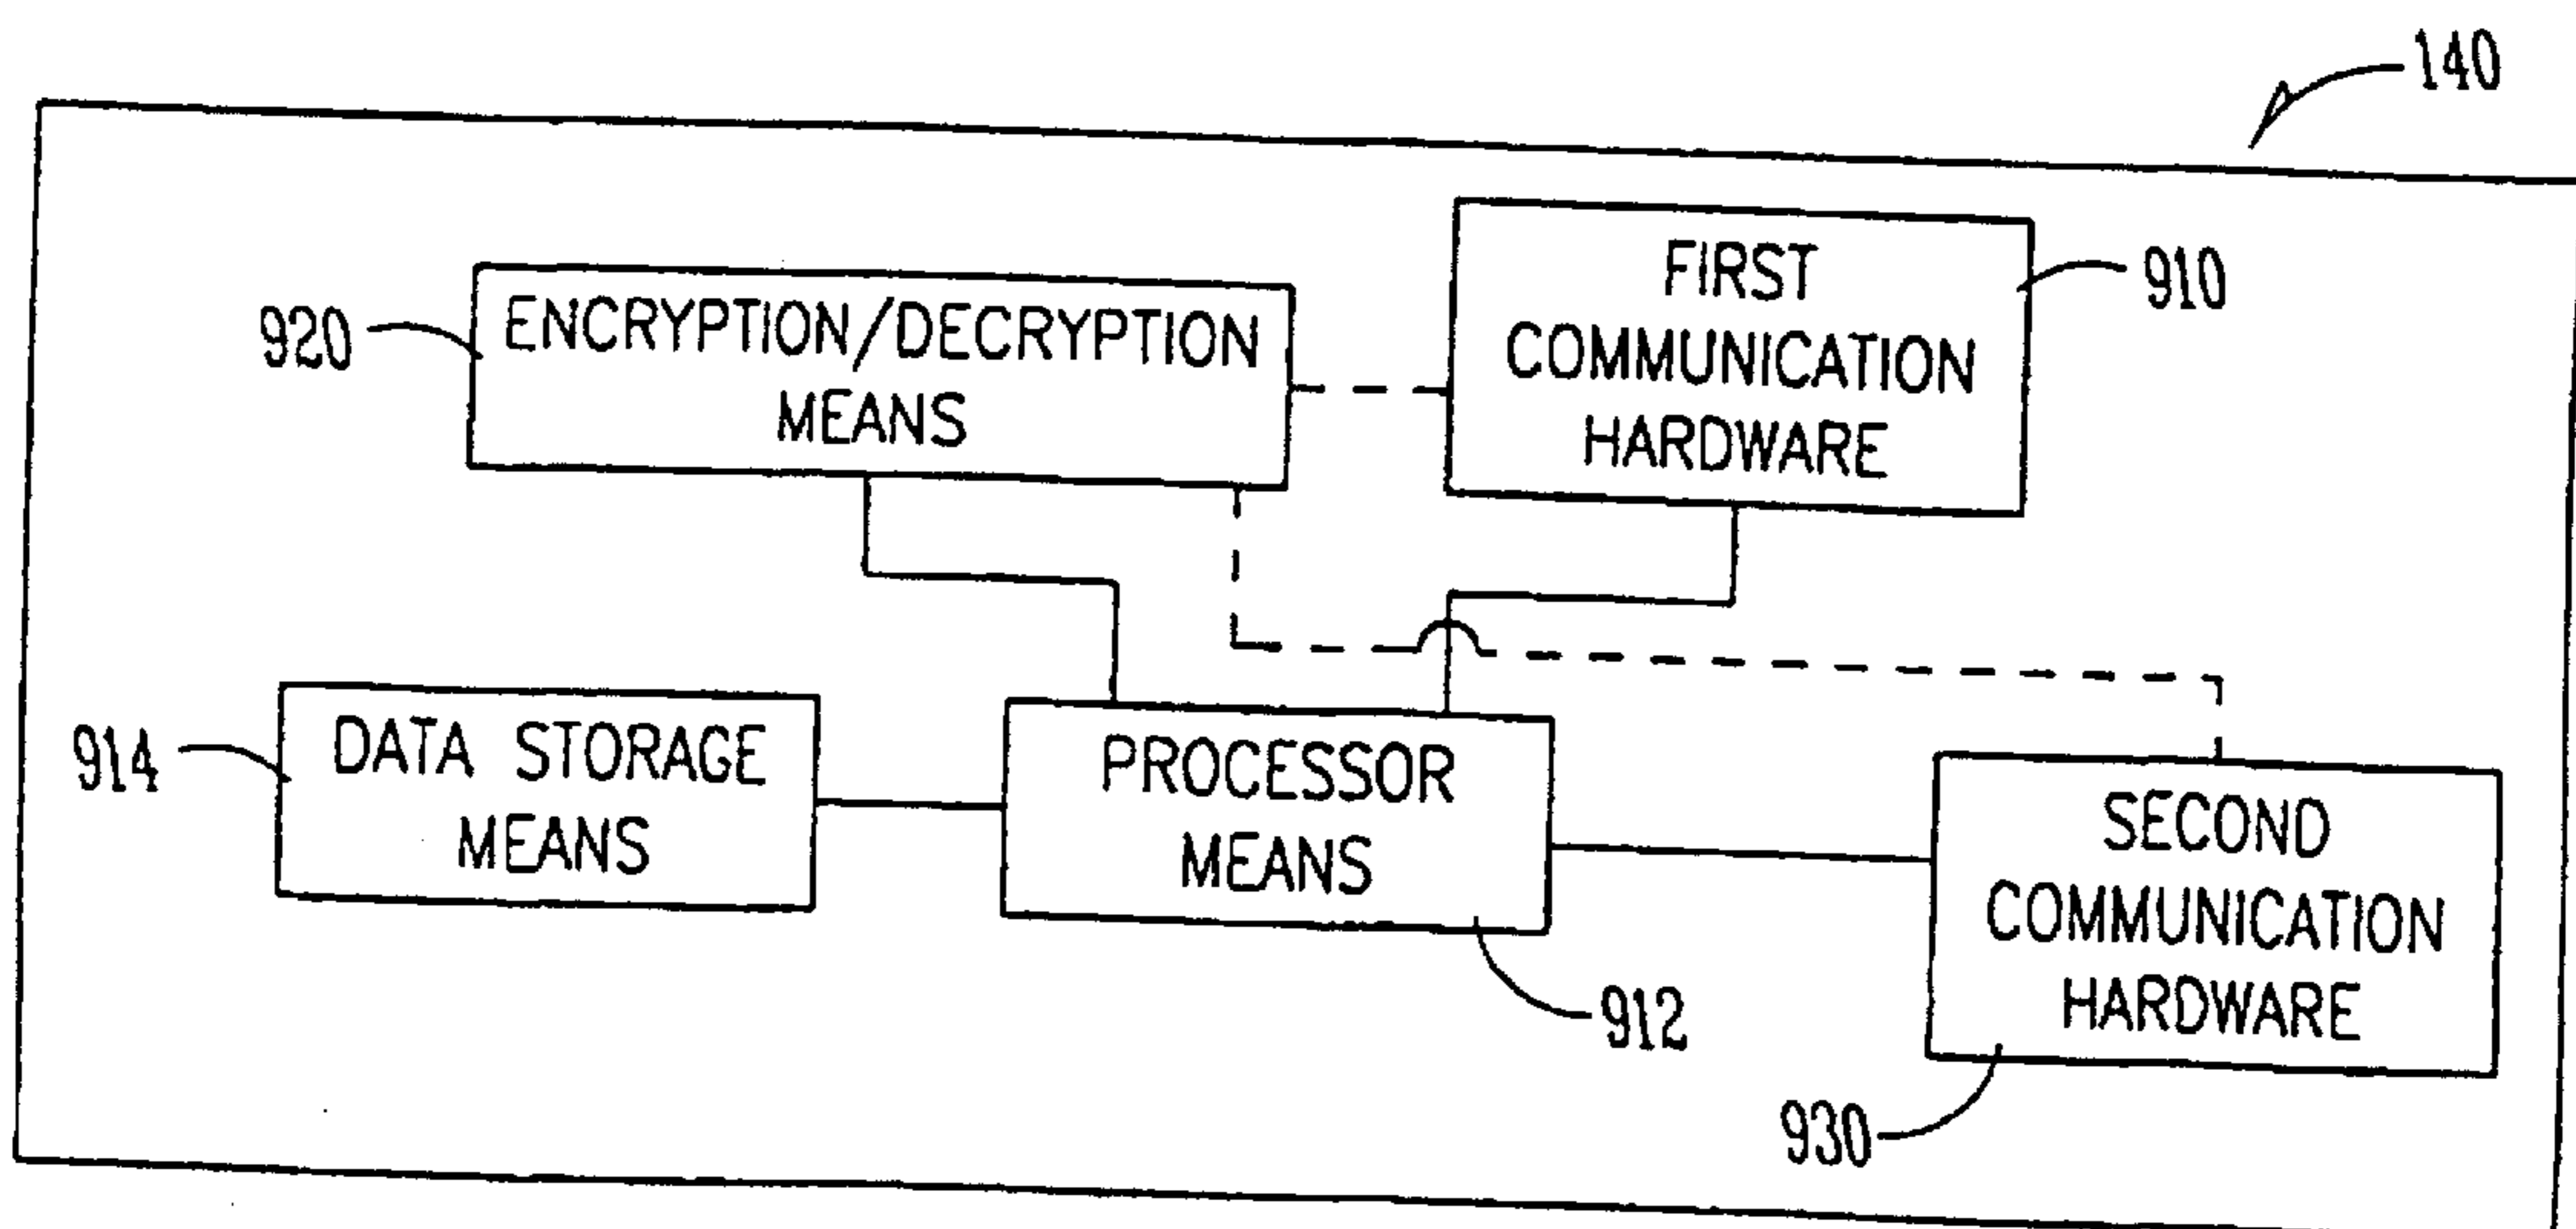 140
FIRST
COMMUNICATION
HARDWARE
910
920
ENCRYPTION/DECRYPTION
MEANS
914
DATA STORAGE
MEANS
PROCESSOR
MEANS
912
SECOND
COMMUNICATION
HARDWARE
930